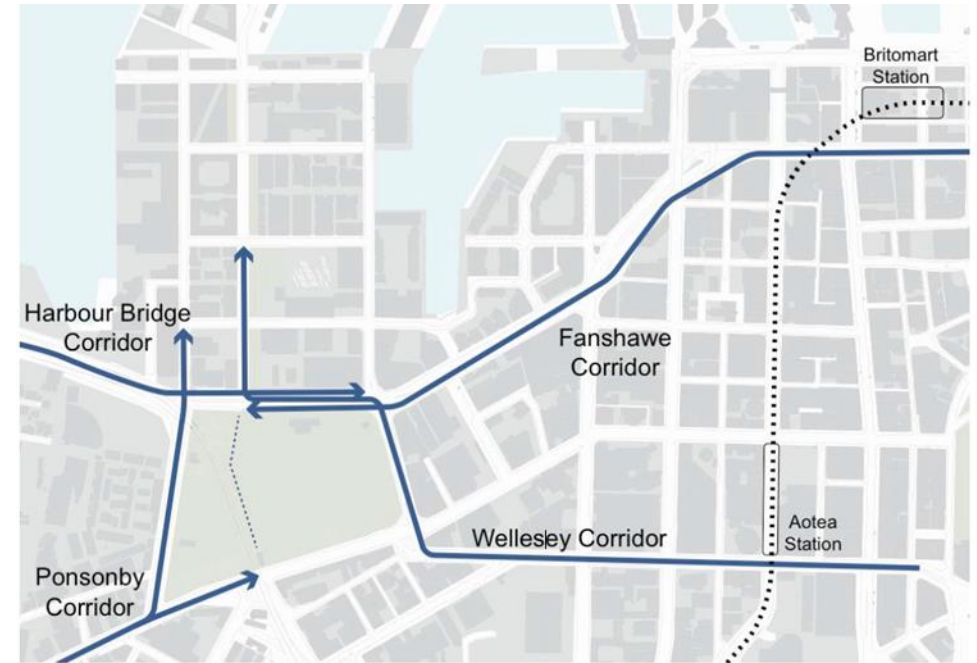 Britomart
Station
Harbour Bridge
Corridor
Fanshawe
Corridor
Wellesley Corridor
Aotea
Station
Ponsonby
Corridor